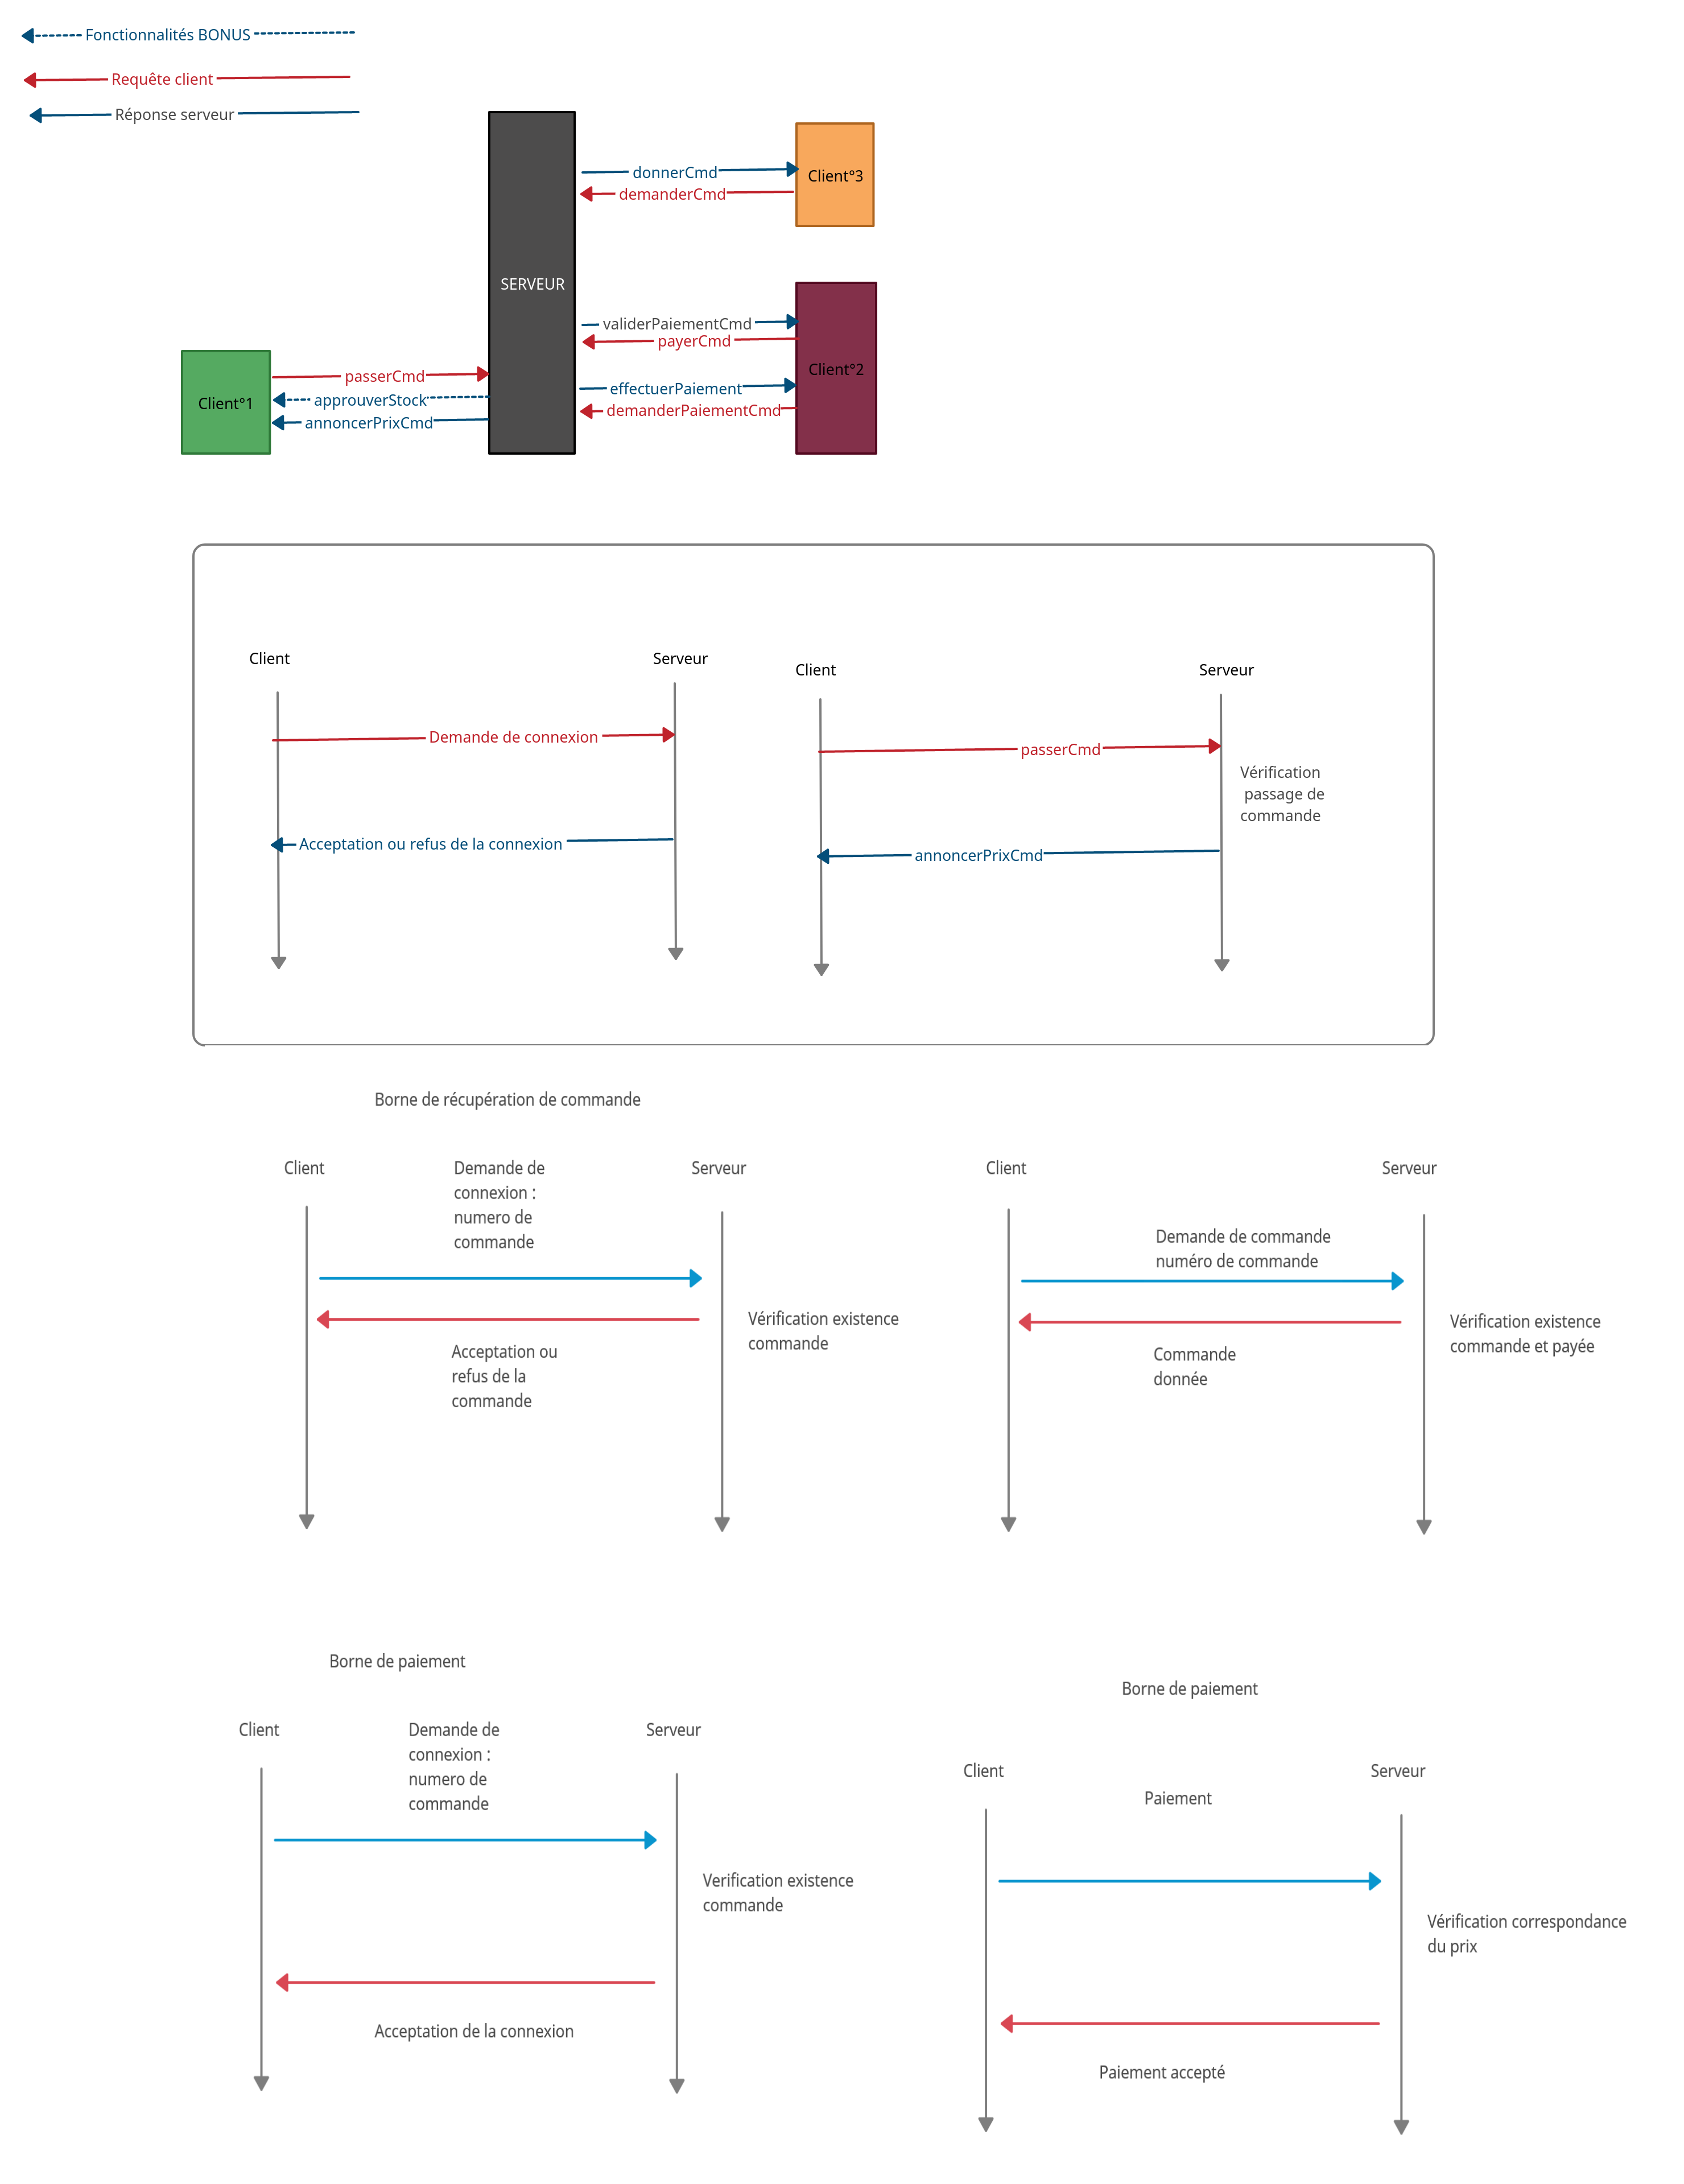 Fonctionnalités BONUS
Requête client
Réponse serveur
donnerCmd
Client°3
demanderCmd
SERVEUR
validerPaiementCmd
payerCmd
Client°2
passerCmd
effectuerPaiement
Client°1
approuverStock
demanderPaiementCmd
annoncerPrixCmd
Client
Serveur
Client
Serveur
Demande de connexion
passerCmd
Vérification
passage de
commande
Acceptation ou refus de la connexion
annoncerPrixCmd
Borne de récupération de commande
Client
Demande de
connexion :
numero de
commande
Serveur
Client
Demande de commande
numéro de commande
Serveur
Vérification existence
commande
Acceptation ou
refus de la
commande
Vérification existence
commande et payée
Commande
donnée
Borne de paiement
Borne de paiement
Client
Demande de
connexion :
numero de
commande
Serveur
Client
Paiement
Serveur
Verification existence
commande
Vérification correspondance
du prix
Acceptation de la connexion
Paiement accepté